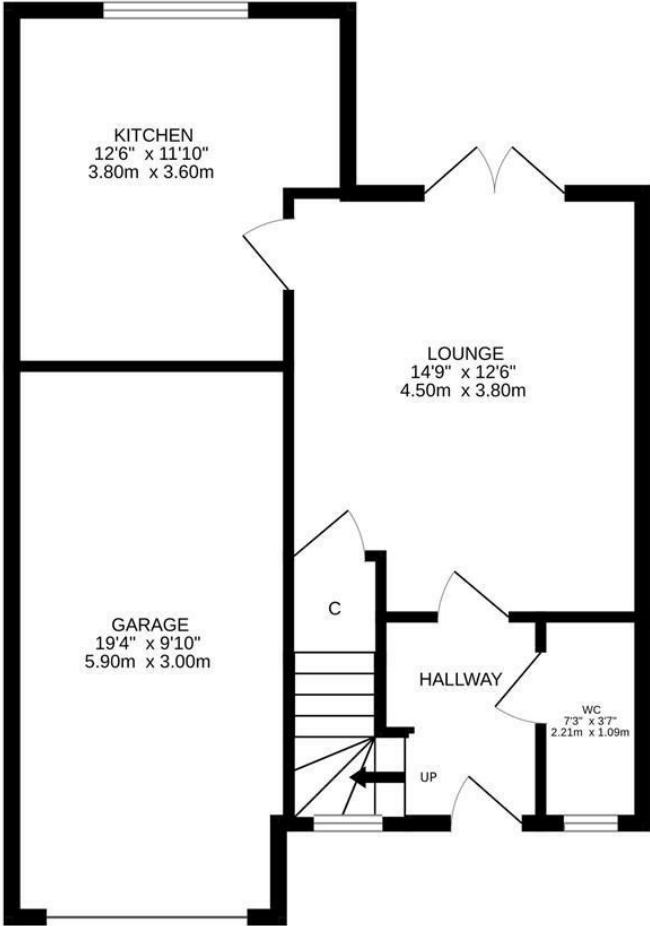 KITCHEN
12'6" x 11'10"
3.80m x 3.60m
LOUNGE
14'9" x 12'6"
4.50m x 3.80m
C
GARAGE
19'4" x 9'10"
5.90m x 3.00m
HALLWAY
WC
7'3" x 3'7"
2.21m x 1.09m
UP